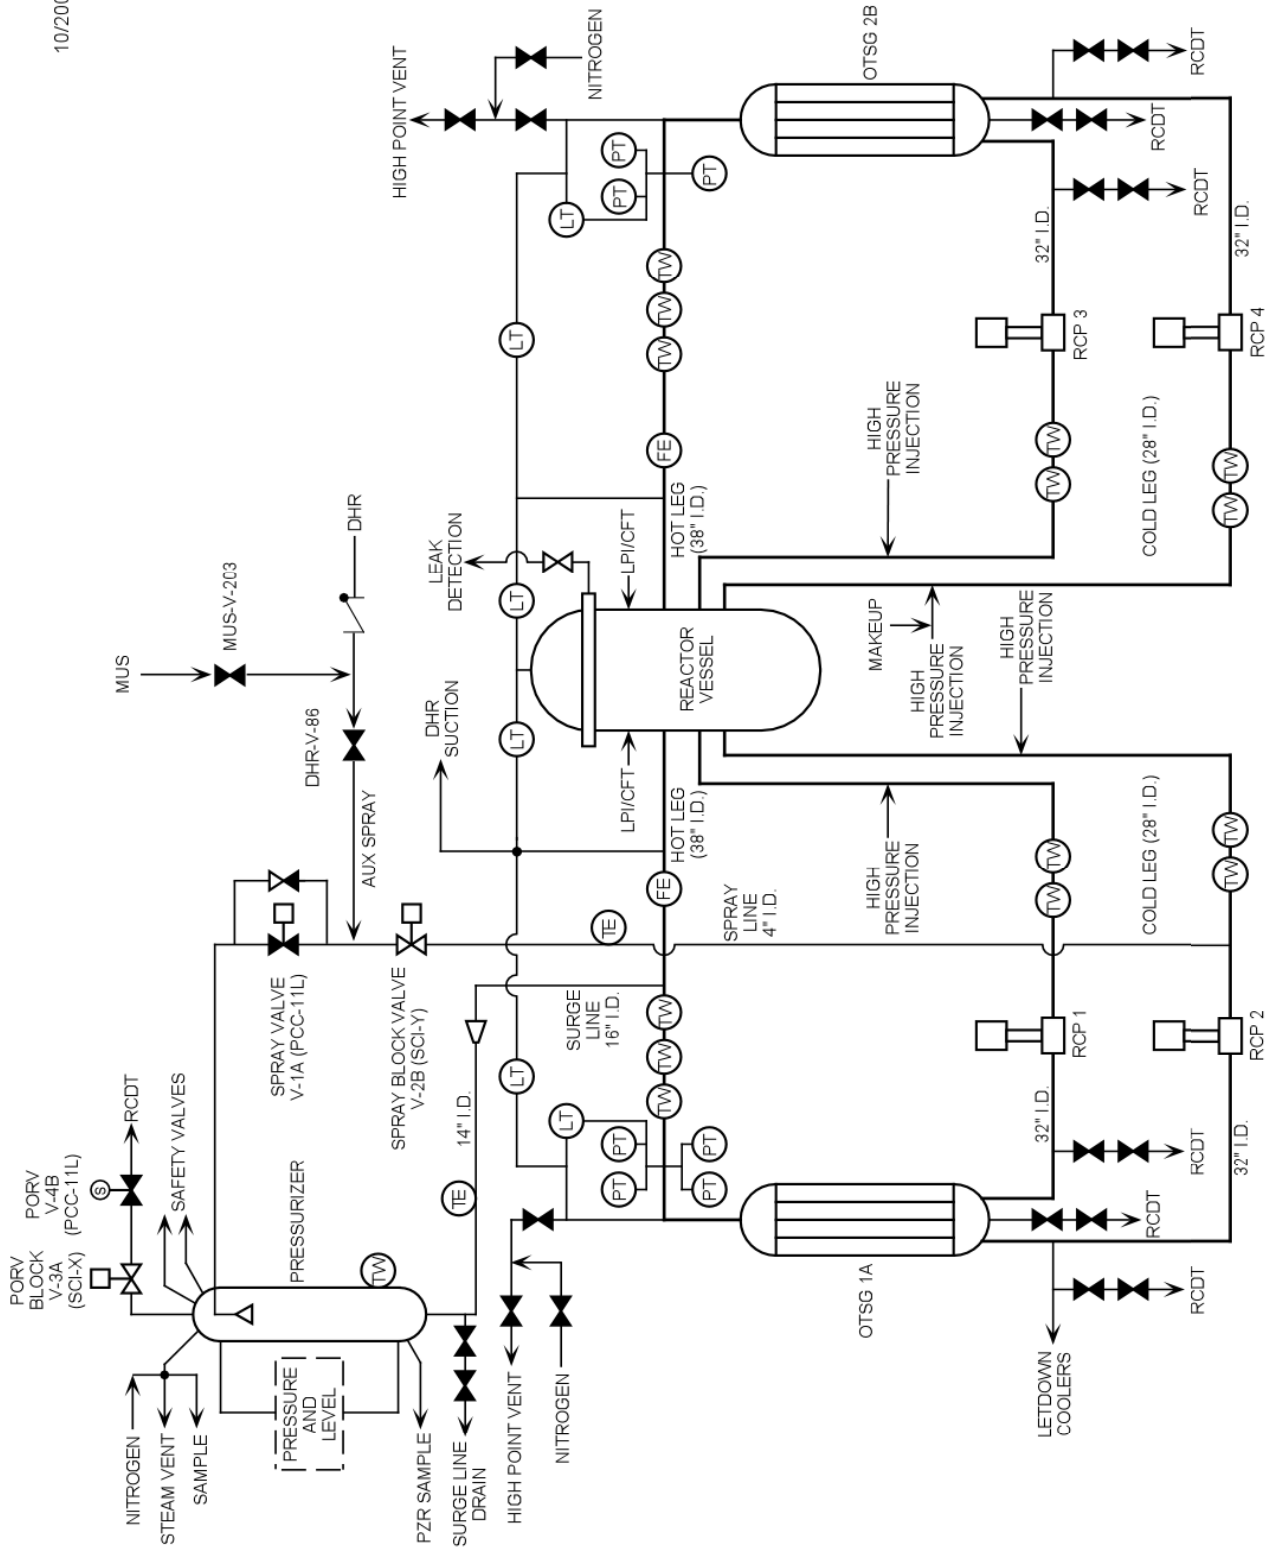 10/200
MUS
MUS-V-203
DHR
DHR-V-86
AUX SPRAY
HIGH POINT VENT
NITROGEN
OTSG 2B
RCDT
RCDT
RCDT
LT
PT
PT
PT
LT
TW
TW
TW
FE
HOT LEG
(38" I.D.)
32" I.D.
32" I.D.
RCP 3
RCP 4
TW
TW
TW
TW
COLD LEG (28" I.D.)
HIGH
PRESSURE
INJECTION
LEAK
DETECTION
LT
LT
DHR
SUCTION
LPI/CFT
LPI/CFT
REACTOR
VESSEL
MAKEUP
HIGH
PRESSURE
INJECTION
HIGH
PRESSURE
INJECTION
HIGH
PRESSURE
INJECTION
HOT LEG
(38" I.D.)
FE
TE
SPRAY
LINE
4" I.D.
SPRAY VALVE
V-1A (PCC-11L)
SPRAY BLOCK VALVE
V-2B (SCI-Y)
SURGE
LINE
16" I.D.
TW
TW
TW
LT
LT
PT
PT
PT
PT
14" I.D.
TE
TW
TW
TW
TW
COLD LEG (28" I.D.)
RCP 1
RCP 2
32" I.D.
32" I.D.
RCDT
RCDT
RCDT
OTSG 1A
LETDOWN
COOLERS
PORV
BLOCK
V-3A
(SCI-X)
PORV
V-4B
(PCC-11L)
S
RCDT
SAFETY VALVES
PRESSURIZER
TW
PRESSURE
AND
LEVEL
NITROGEN
STEAM VENT
SAMPLE
PZR SAMPLE
SURGE LINE
DRAIN
HIGH POINT VENT
NITROGEN